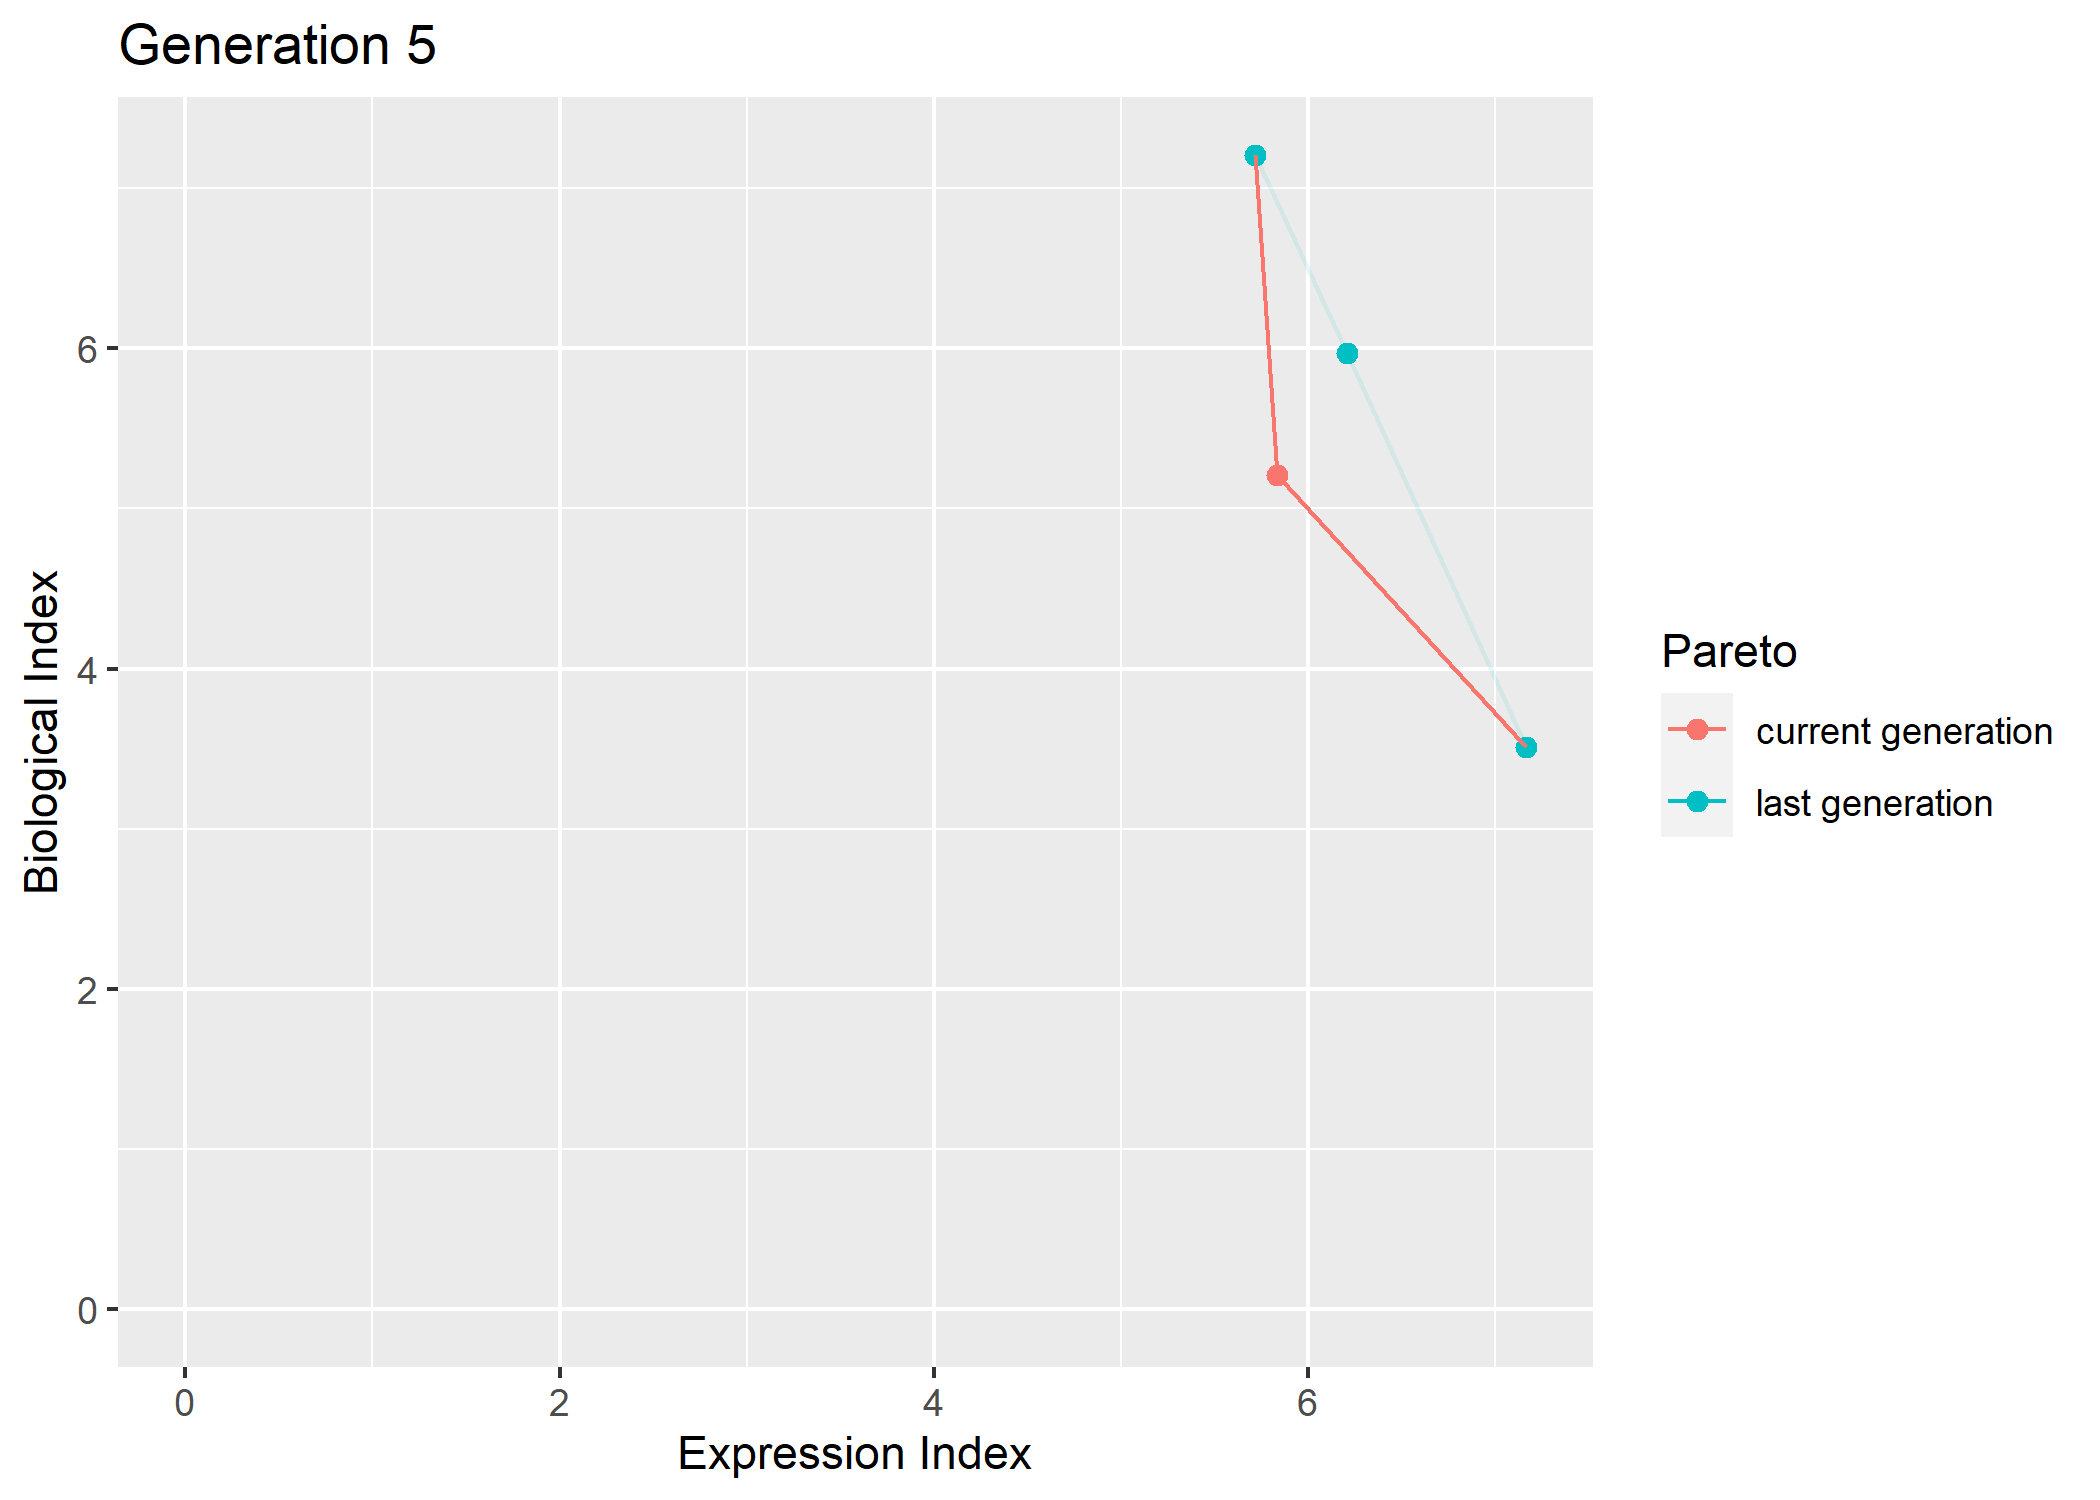 Generation 5
Biological Index
6
4
2
0
0
2
4
6
Expression Index
Pareto
current generation
last generation